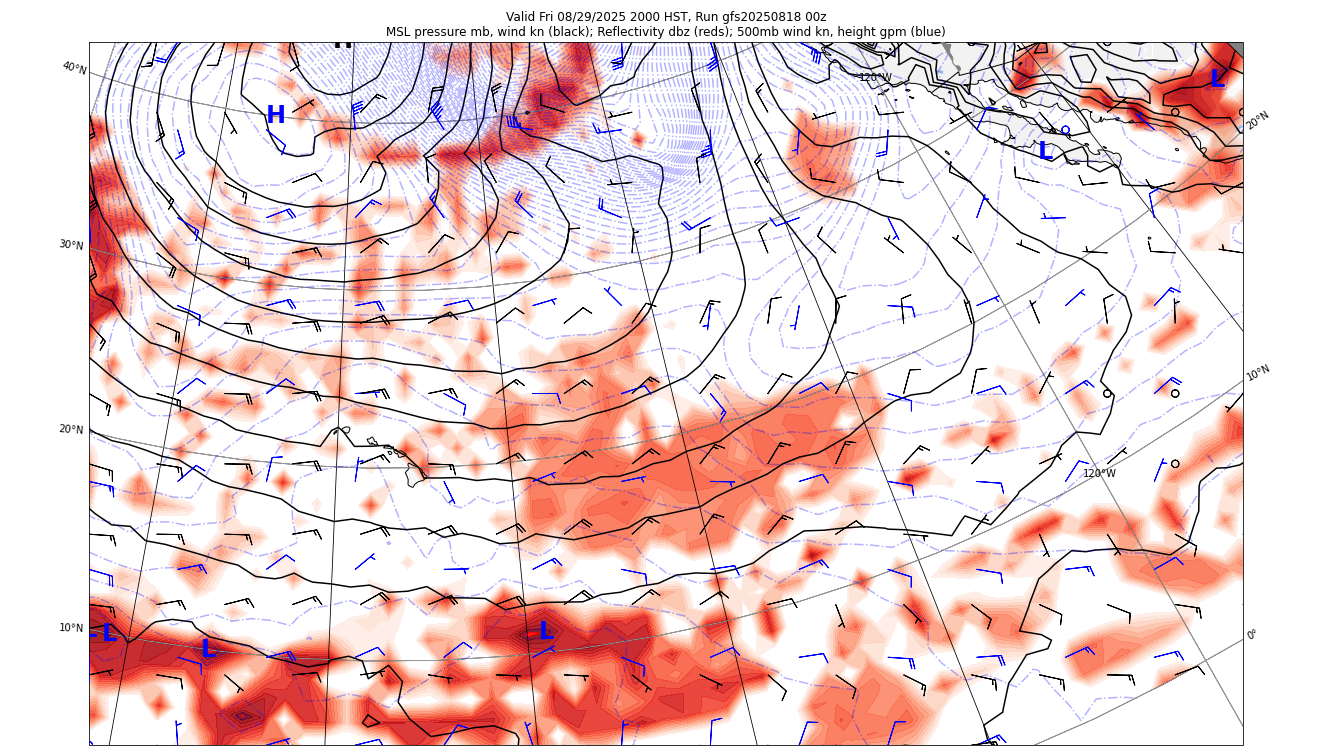 Valid Fri 08/29/2025 2000 HST, Run gfs20250818 00z
MSL pressure mb, wind kn (black); Reflectivity dbz (reds); 500mb wind kn, height gpm (blue)
H
40°N
120°W
L
H
20°N
L
30°N
10°N
20°N
120°W
10°N
L
L
L
0°